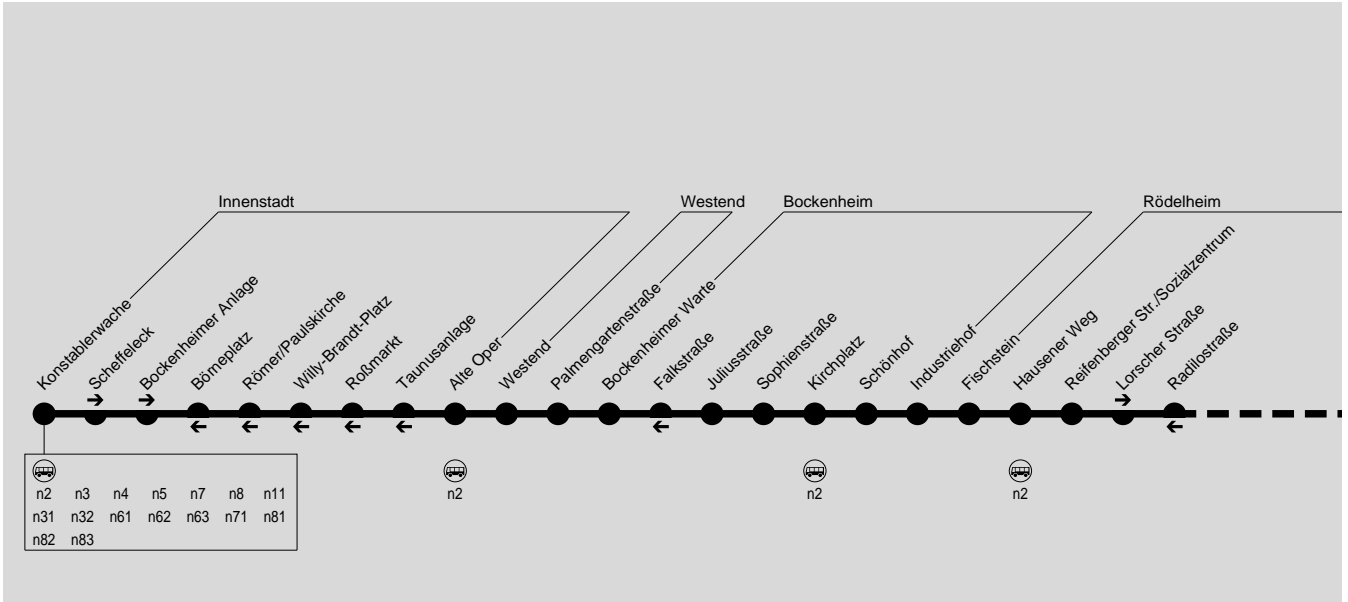 Innenstadt
Westend
Bockenheim
Rödelheim
Konstablerwache
Scheffeleck
Bockenheimer Anlage
Börneplatz
Römer/Paulskirche
Willy-Brandt-Platz
Roßmarkt
Taunusanlage
Alte Oper
Westend
Palmengartenstraße
Bockenheimer Warte
Falkstraße
Juliusstraße
Sophienstraße
Kirchplatz
Schönhof
Industriehof
Fischstein
Hausener Weg
Reifenberger Str./Sozialzentrum
Lorscher Straße
Radilostraße
n2 n3 n4 n5 n7 n8 n11
n31 n32 n61 n62 n63 n71 n81
n82 n83
n2
n2
n2